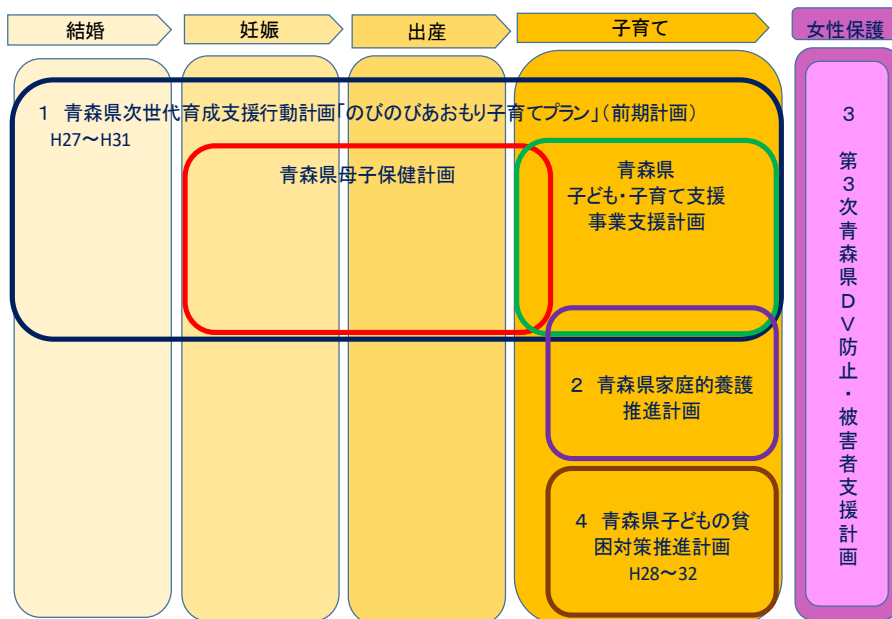 結婚
妊娠
出産
子育て
女性保護
1 青森県次世代育成支援行動計画「のびのびあおもり子育てプラン」(前期計画)
H27～H31
青森県母子保健計画
青森県
子ども・子育て支援
事業支援計画
2 青森県家庭的養護
推進計画
4 青森県子どもの貧
困対策推進計画
H28～32
3 第3次青森県DV防止・被害者支援計画